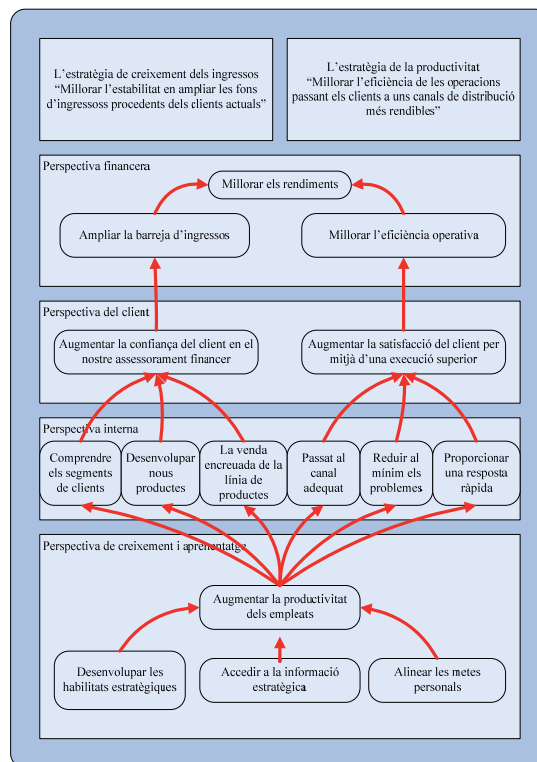 L'estratègia de creixement dels ingressos
“Millorar l'estabilitat en ampliar les fons
d'ingressoss procedents dels clients actuals”
L'estratègia de la productivitat
“Millorar l'eficiència de les operacions
passant els clients a uns canals de distribució
més rendibles”
Perspectiva financera
Millorar els rendiments
Ampliar la barreja d'ingressos
Millorar l'eficiència operativa
Perspectiva del client
Augmentar la confiança del client en el
nostre assessorament financer
Augmentar la satisfacció del client per
mitjà d'una execució superior
Perspectiva interna
Comprendre
els segments
de clients
Desenvolupar
nous
productes
La venda
encreuada de la
línia de
productes
Passat al
canal
adequat
Reduir al
mínim els
problemes
Proporcionar
una resposta
ràpida
Perspectiva de creixement i aprenentatge
Augmentar la productivitat
dels empleats
Desenvolupar les
habilitats estratègiques
Accedir a la informació
estratègica
Alinear les metes
personals